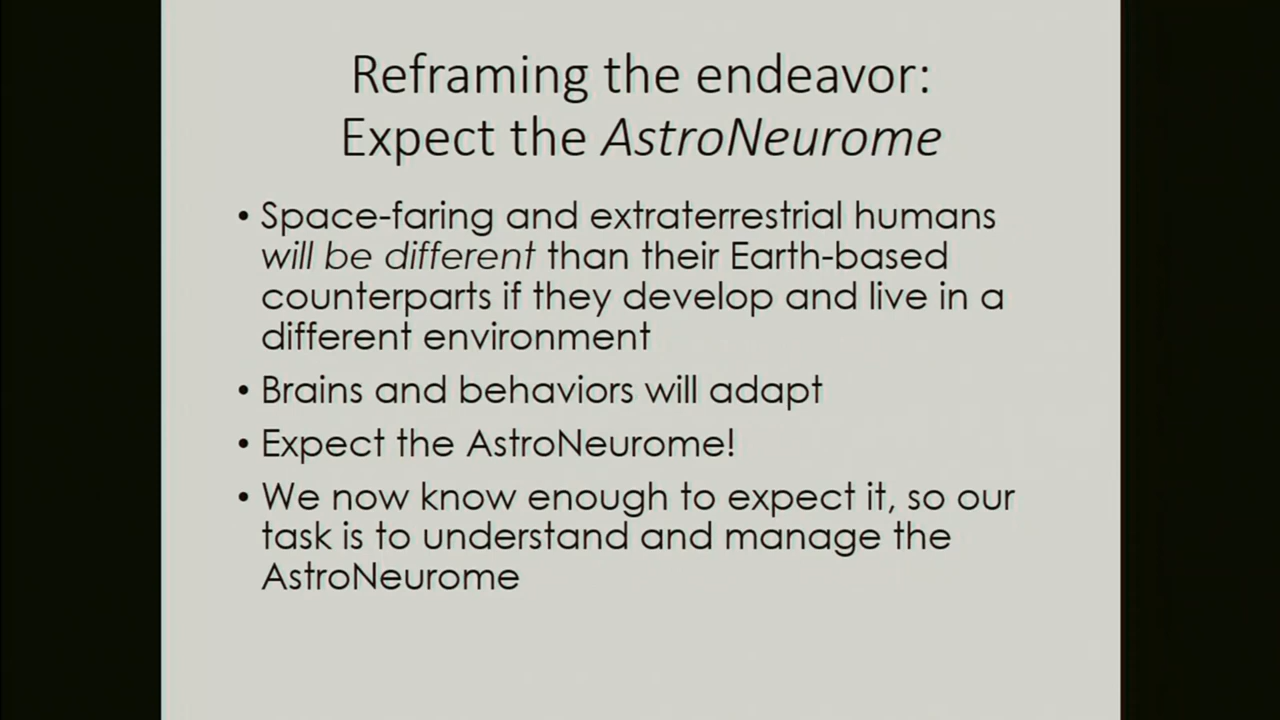 Reframing the endeavor:
Expect the AstroNeurome
• Space-faring and extraterrestrial humans
will be different than their Earth-based
counterparts if they develop and live in a
different environment
• Brains and behaviors will adapt
• Expect the AstroNeurome!
• We now know enough to expect it, so our
task is to understand and manage the
AstroNeurome